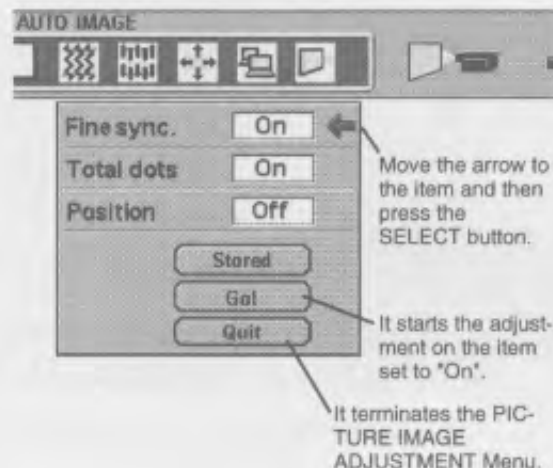 AUTO IMAGE
Fine sync. On
Total dots On
Position Off
Stored
Go!
Quit
Move the arrow to
the item and then
press the
SELECT button.
It starts the adjust-
ment on the item
set to "On".
It terminates the PIC-
TURE IMAGE
ADJUSTMENT Menu.